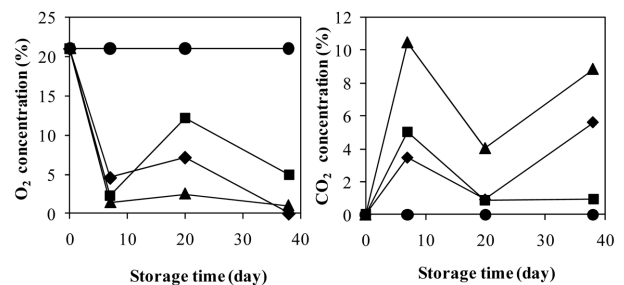 O2 concentration (%)
25
20
15
10
5
0
0 10 20 30 40
Storage time (day)
CO2 concentration (%)
12
10
8
6
4
2
0
0 10 20 30 40
Storage time (day)